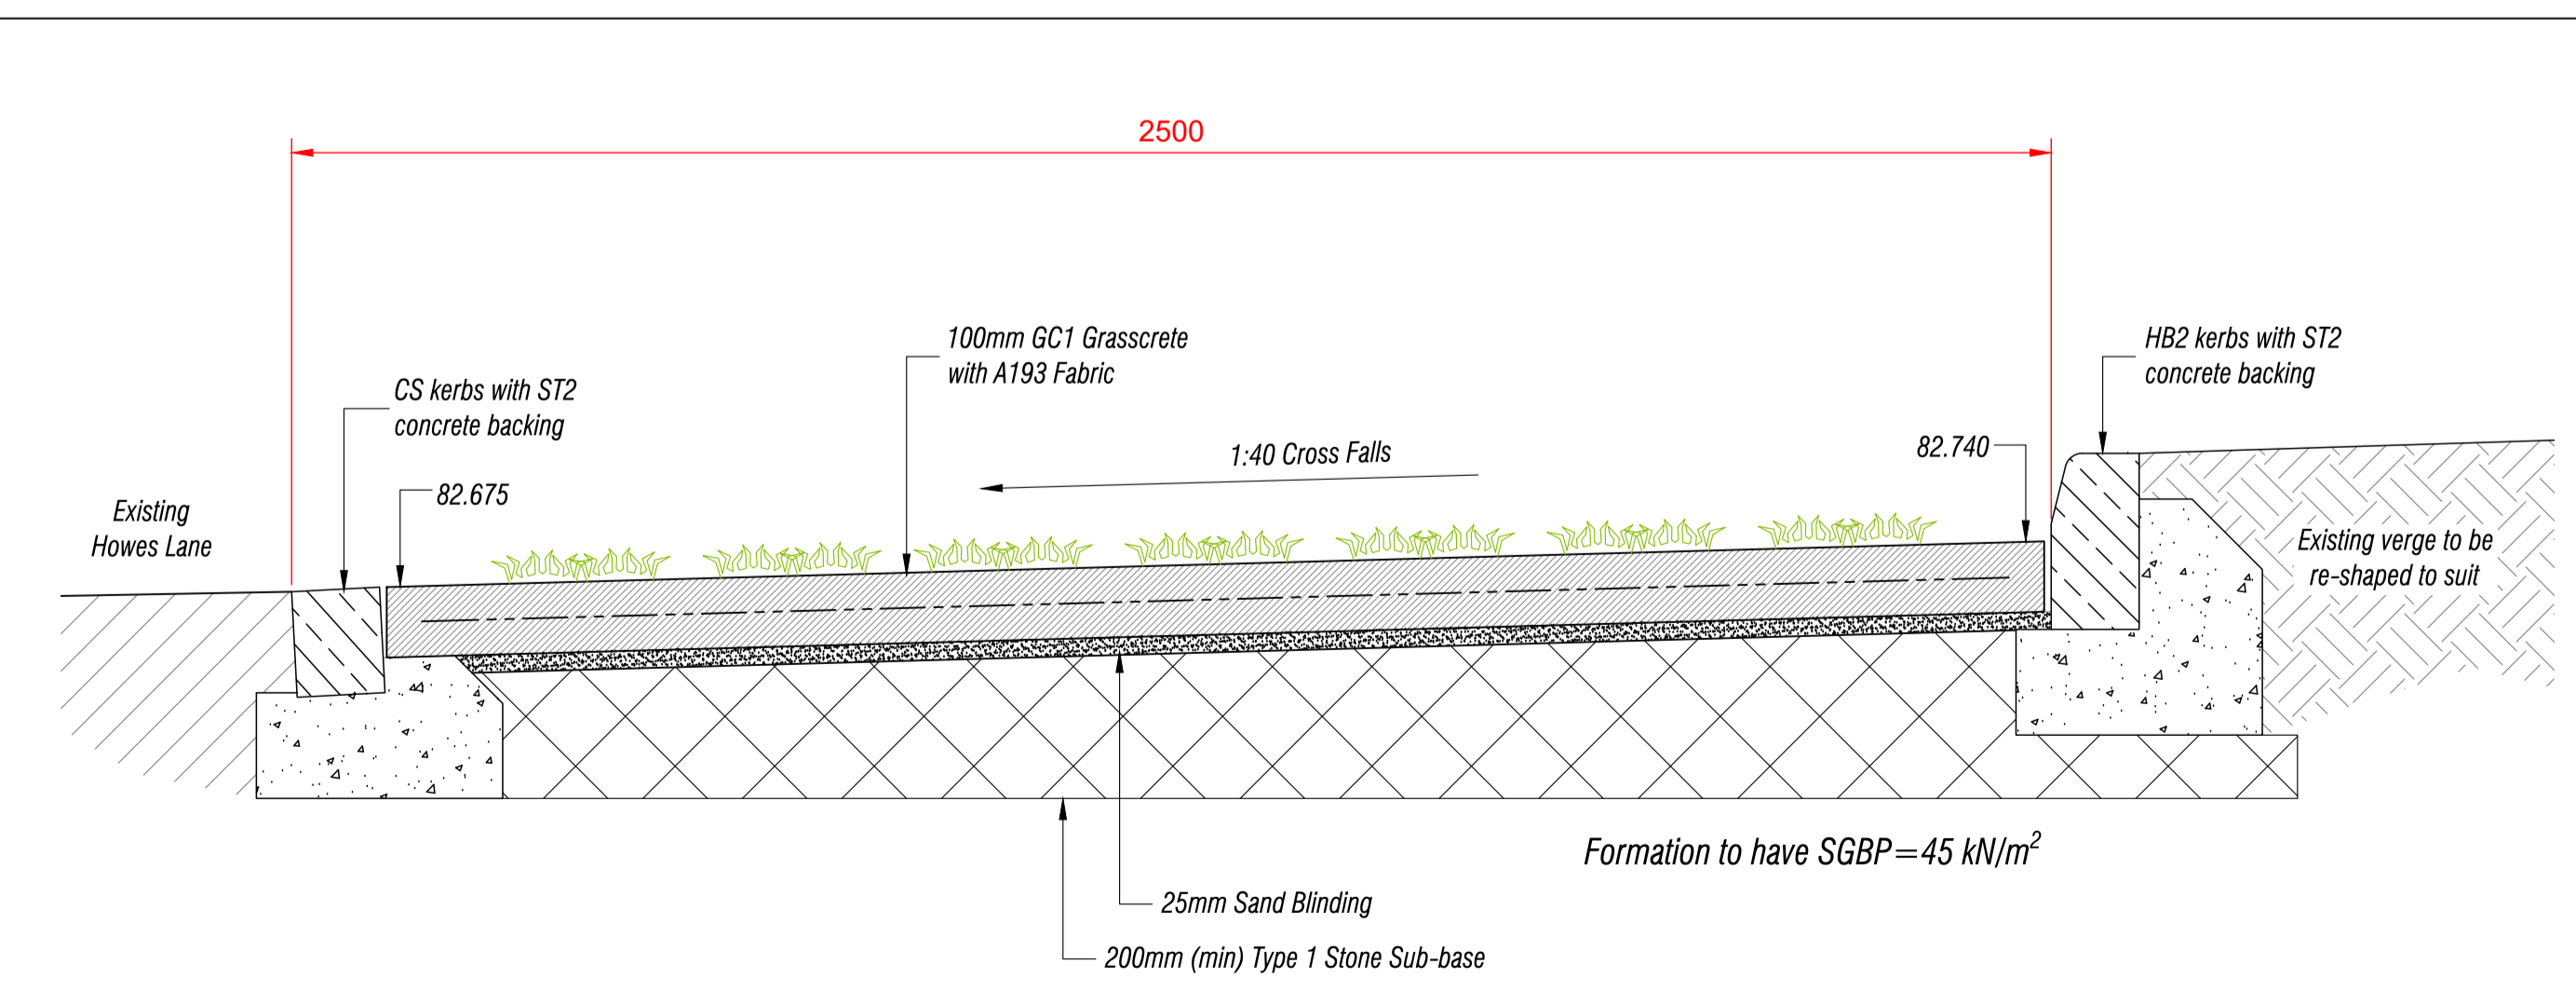 2500
100mm GC1 Grasscrete
with A193 Fabric
HB2 kerbs with ST2
concrete backing
CS kerbs with ST2
concrete backing
1:40 Cross Falls
82.740
82.675
Existing
Howes Lane
Existing verge to be
re-shaped to suit
Formation to have SGBP=45 kN/m²
25mm Sand Blinding
200mm (min) Type 1 Stone Sub-base